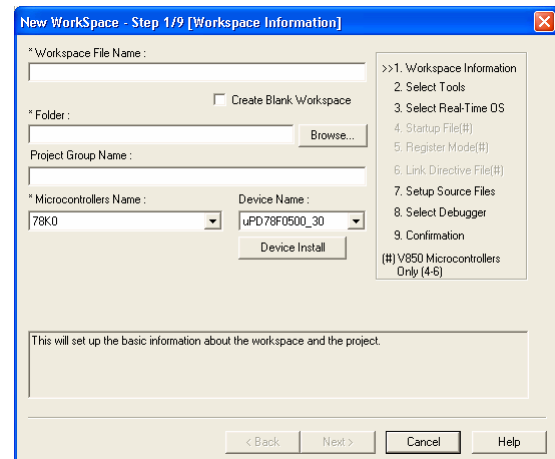 New WorkSpace - Step 1/9 [Workspace Information]
* Workspace File Name :
Create Blank Workspace
* Folder :
Browse...
Project Group Name :
* Microcontrollers Name :
Device Name :
78K0
uPD78F0500_30
Device Install
>>1. Workspace Information
2. Select Tools
3. Select Real-Time OS
4. Startup File(#)
5. Register Mode(#)
6. Link Directive File(#)
7. Setup Source Files
8. Select Debugger
9. Confirmation
(#) V850 Microcontrollers
Only (4-6)
This will set up the basic information about the workspace and the project.
< Back
Next >
Cancel
Help